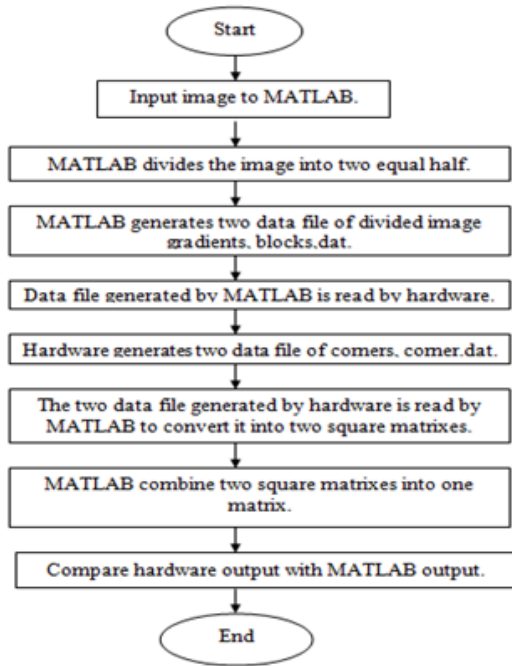 Start
Input image to MATLAB.
MATLAB divides the image into two equal half.
MATLAB generates two data file of divided image
gradients, blocks.dat.
Data file generated by MATLAB is read by hardware.
Hardware generates two data file of corners, corner.dat.
The two data file generated by hardware is read by
MATLAB to convert it into two square matrixes.
MATLAB combine two square matrixes into one
matrix.
Compare hardware output with MATLAB output.
End